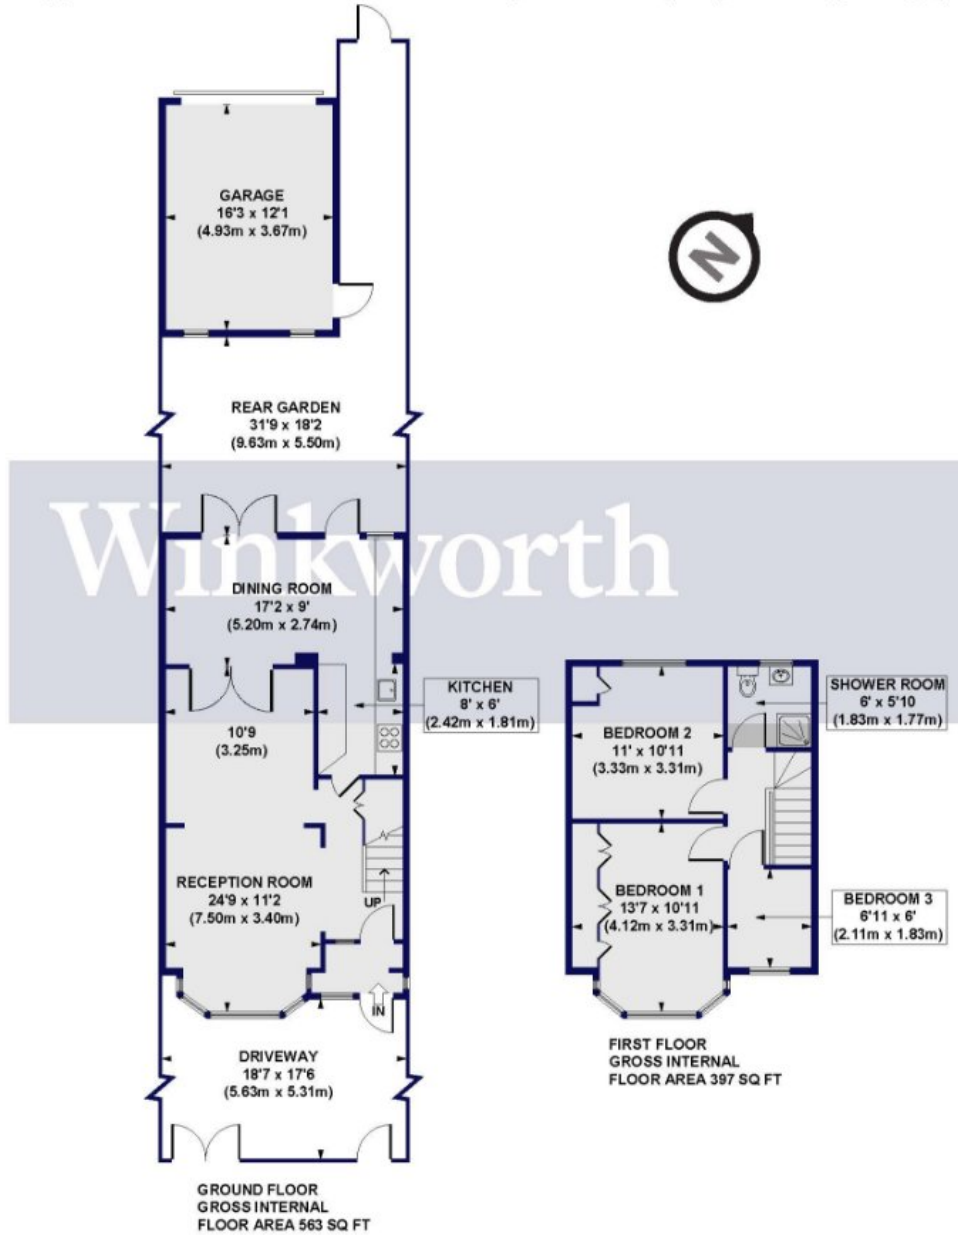 GARAGE
16'3 x 12'1
(4.93m x 3.67m)
N
REAR GARDEN
31'9 x 18'2
(9.63m x 5.50m)
Winkworth
DINING ROOM
17'2 x 9'
(5.20m x 2.74m)
KITCHEN
8' x 6'
(2.42m x 1.81m)
10'9
(3.25m)
RECEPTION ROOM
24'9 x 11'2
(7.50m x 3.40m)
UP
IN
DRIVEWAY
18'7 x 17'6
(5.63m x 5.31m)
GROUND FLOOR
GROSS INTERNAL
FLOOR AREA 563 SQ FT
SHOWER ROOM
6' x 5'10
(1.83m x 1.77m)
BEDROOM 2
11' x 10'11
(3.33m x 3.31m)
BEDROOM 1
13'7 x 10'11
(4.12m x 3.31m)
BEDROOM 3
6'11 x 6'
(2.11m x 1.83m)
FIRST FLOOR
GROSS INTERNAL
FLOOR AREA 397 SQ FT